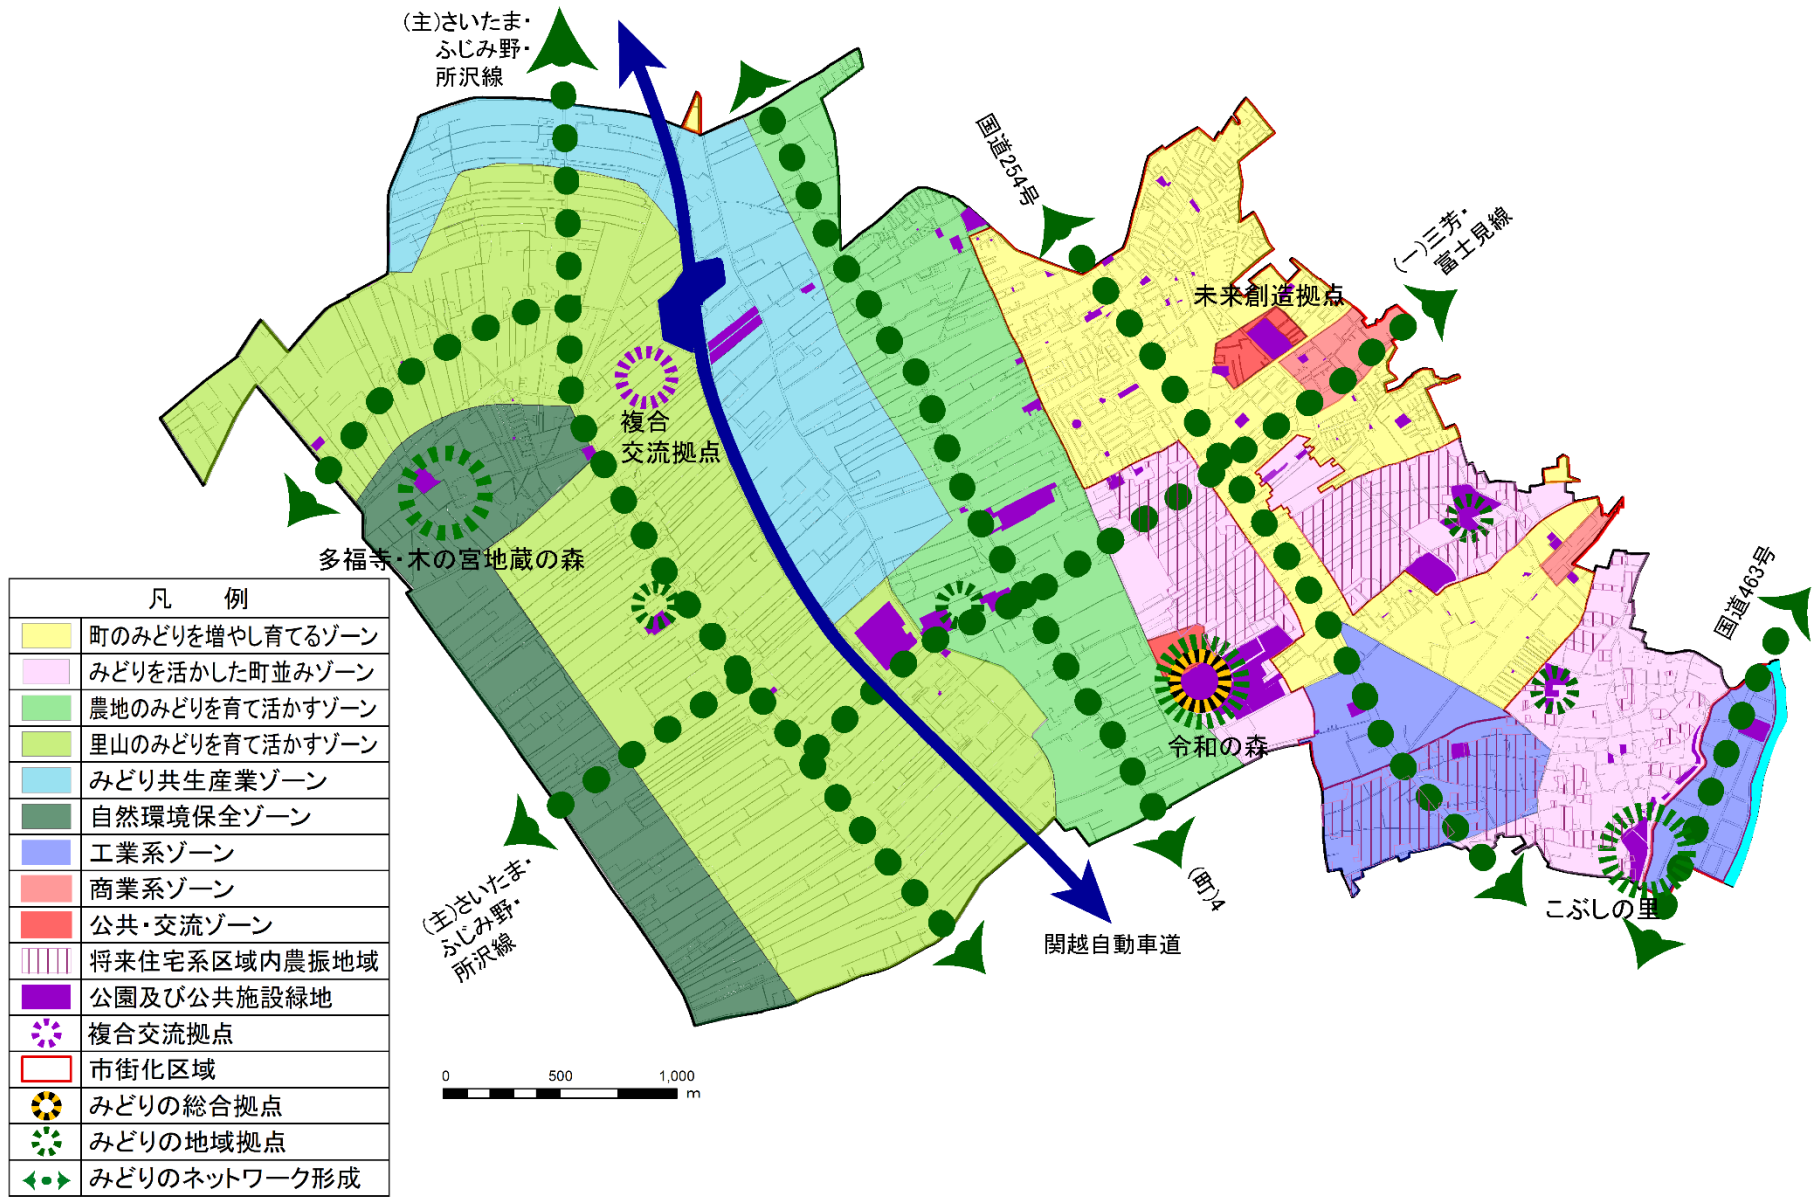 (主)さいたま・
ふじみ野・
所沢線
国道254号
(一)三芳・
富士見線
未来創造拠点
複合
交流拠点
多福寺・木の宮地蔵の森
国道463号
令和の森
こぶしの里
(町)4
(主)さいたま・
ふじみ野・
所沢線
関越自動車道
凡 例
町のみどりを増やし育てるゾーン
みどりを活かした町並みゾーン
農地のみどりを育て活かすゾーン
里山のみどりを育て活かすゾーン
みどり共生産業ゾーン
自然環境保全ゾーン
工業系ゾーン
商業系ゾーン
公共・交流ゾーン
将来住宅系区域内農振地域
公園及び公共施設緑地
複合交流拠点
市街化区域
みどりの総合拠点
みどりの地域拠点
みどりのネットワーク形成
0 500 1,000
m